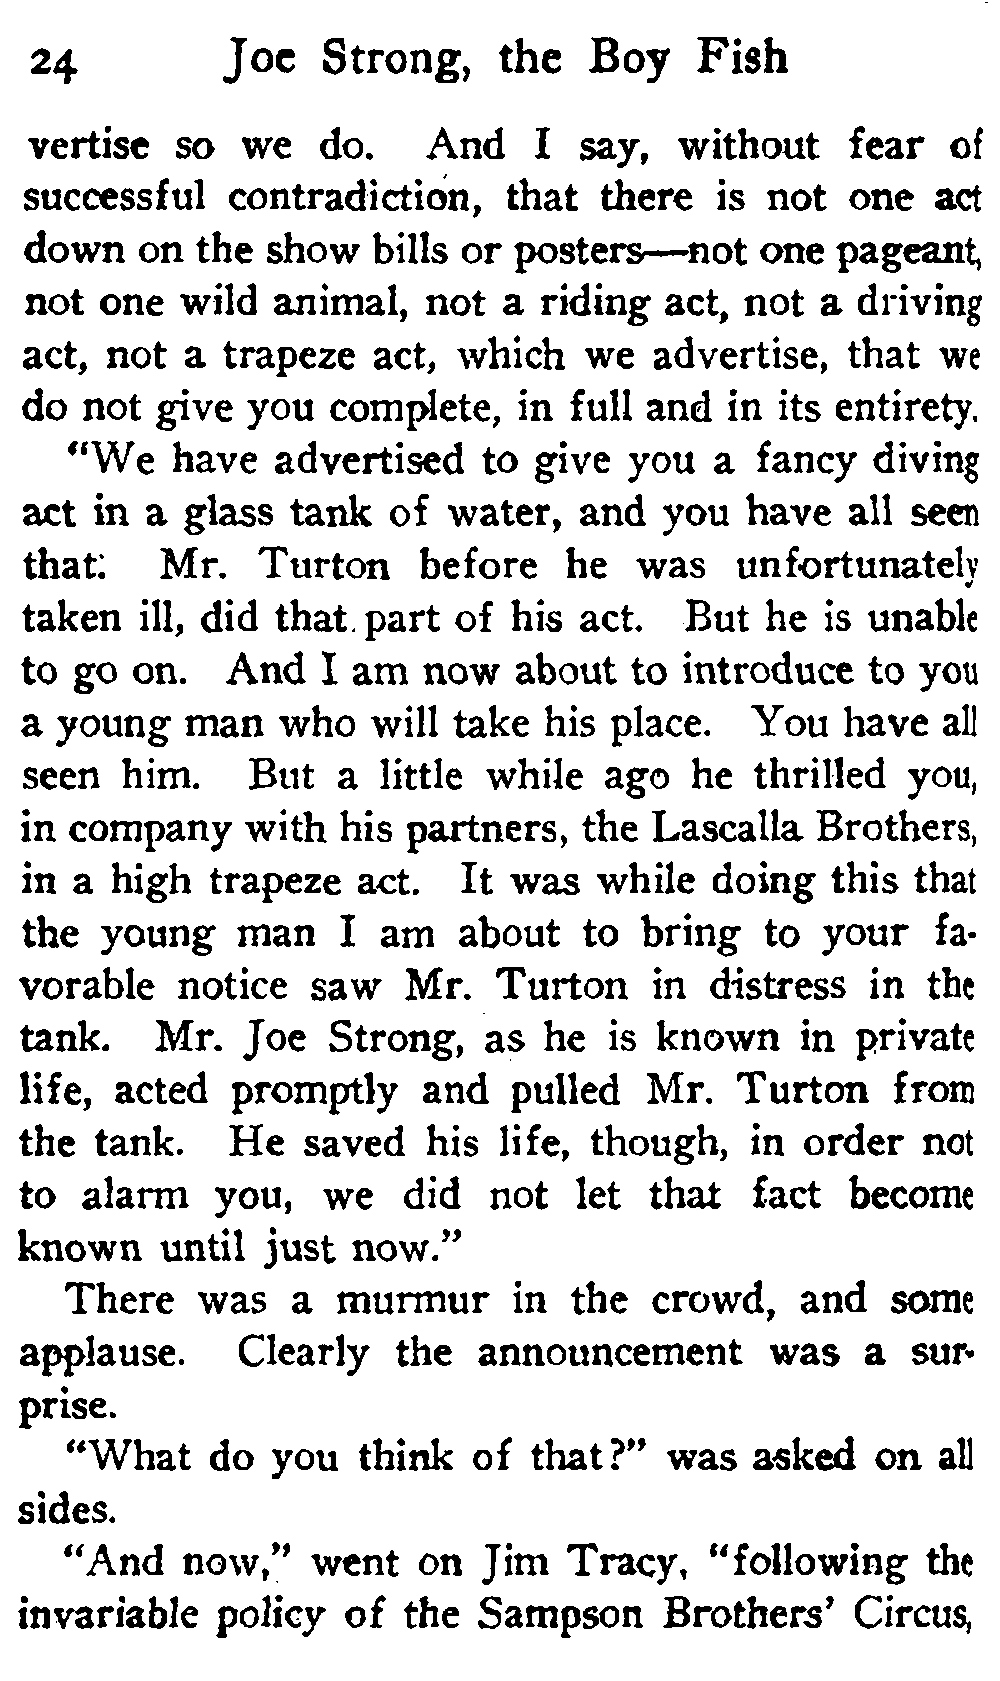 24 Joe Strong, the Boy Fish
vertise so we do. And I say, without fear of
successful contradiction, that there is not one act
down on the show bills or posters—not one pageant,
not one wild animal, not a riding act, not a driving
act, not a trapeze act, which we advertise, that we
do not give you complete, in full and in its entirety.
"We have advertised to give you a fancy diving
act in a glass tank of water, and you have all seen
that. Mr. Turton before he was unfortunately
taken ill, did that part of his act. But he is unable
to go on. And I am now about to introduce to you
a young man who will take his place. You have all
seen him. But a little while ago he thrilled you,
in company with his partners, the Lascalla Brothers,
in a high trapeze act. It was while doing this that
the young man I am about to bring to your fa-
vorable notice saw Mr. Turton in distress in the
tank. Mr. Joe Strong, as he is known in private
life, acted promptly and pulled Mr. Turton from
the tank. He saved his life, though, in order not
to alarm you, we did not let that fact become
known until just now."
There was a murmur in the crowd, and some
applause. Clearly the announcement was a sur-
prise.
"What do you think of that?" was asked on all
sides.
"And now," went on Jim Tracy, "following the
invariable policy of the Sampson Brothers' Circus,